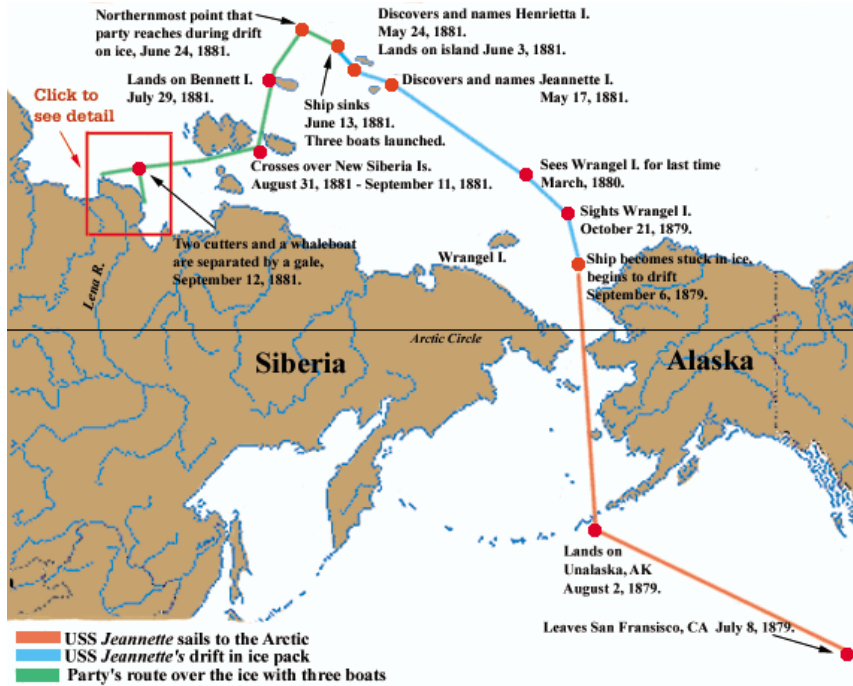 Northernmost point that
party reaches during drift
on ice, June 24, 1881.
Discovers and names Henrietta I.
May 24, 1881.
Lands on island June 3, 1881.
Lands on Bennett I.
July 29, 1881.
Click to
see detail
Ship sinks
June 13, 1881.
Three boats launched.
Discovers and names Jeannette I.
May 17, 1881.
Crosses over New Siberia Is.
August 31, 1881 - September 11, 1881.
Sees Wrangel I. for last time
March, 1880.
Sights Wrangel I.
October 21, 1879.
Two cutters and a whaleboat
are separated by a gale,
September 12, 1881.
Lena R.
Wrangel I.
Ship becomes stuck in ice,
begins to drift
September 6, 1879.
Arctic Circle
Siberia
Alaska
Lands on
Unalaska, AK
August 2, 1879.
Leaves San Fransisco, CA July 8, 1879.
USS Jeannette sails to the Arctic
USS Jeannette's drift in ice pack
Party's route over the ice with three boats